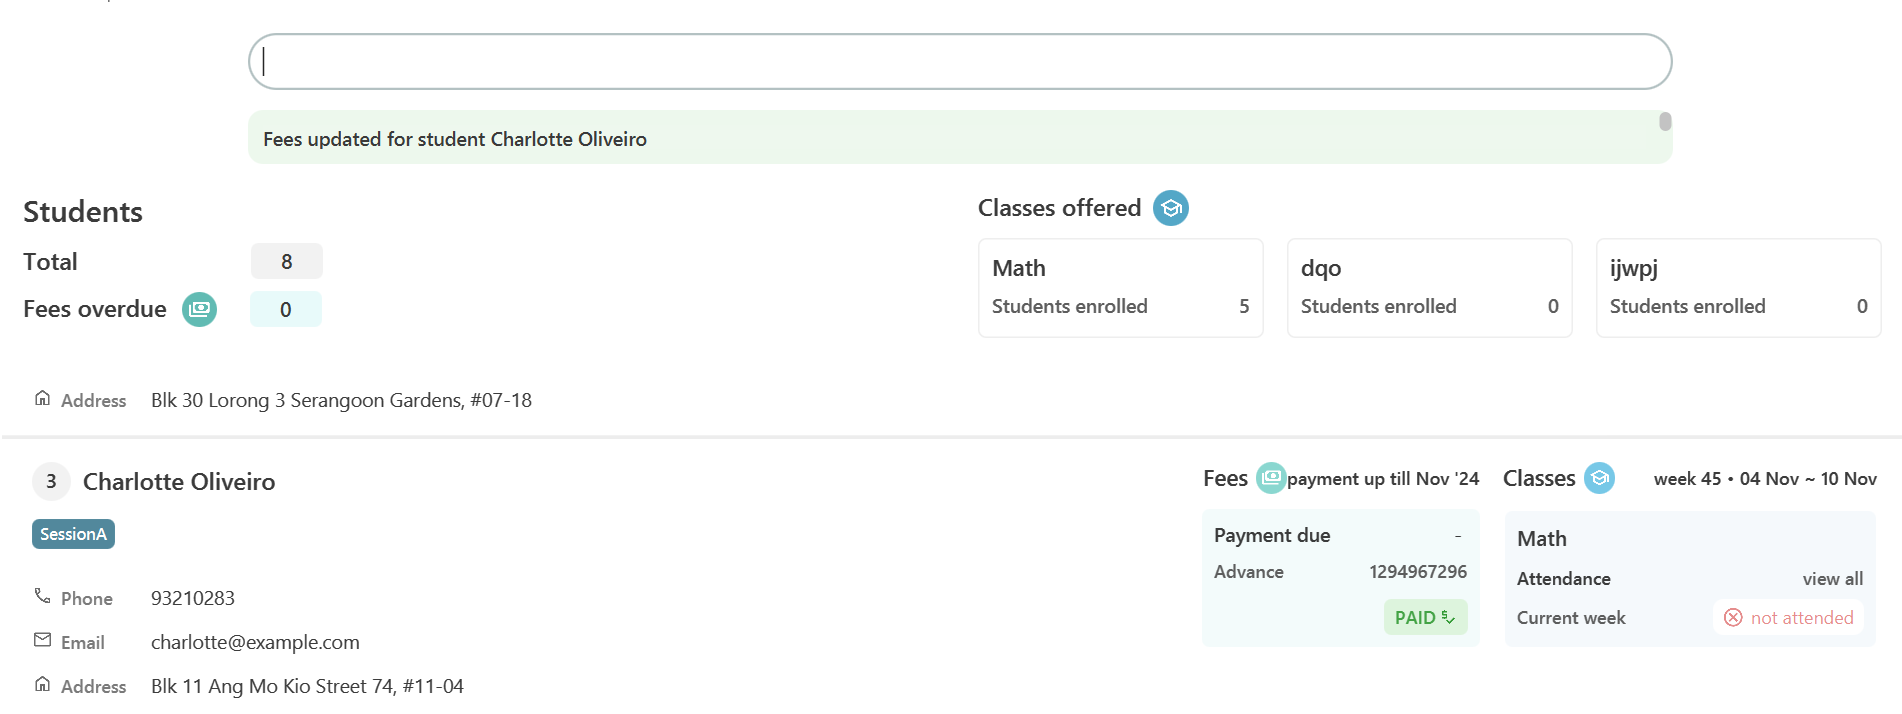 Fees updated for student Charlotte Oliveiro
Students
Total 8
Fees overdue 0
Classes offered
Math
Students enrolled 5
dqo
Students enrolled 0
ijwpj
Students enrolled 0
Address Blk 30 Lorong 3 Serangoon Gardens, #07-18
3 Charlotte Oliveiro
SessionA
Phone 93210283
Email charlotte@example.com
Address Blk 11 Ang Mo Kio Street 74, #11-04
Fees payment up till Nov '24
Payment due -
Advance 1294967296
PAID
Classes week 45 • 04 Nov ~ 10 Nov
Math
Attendance view all
Current week not attended